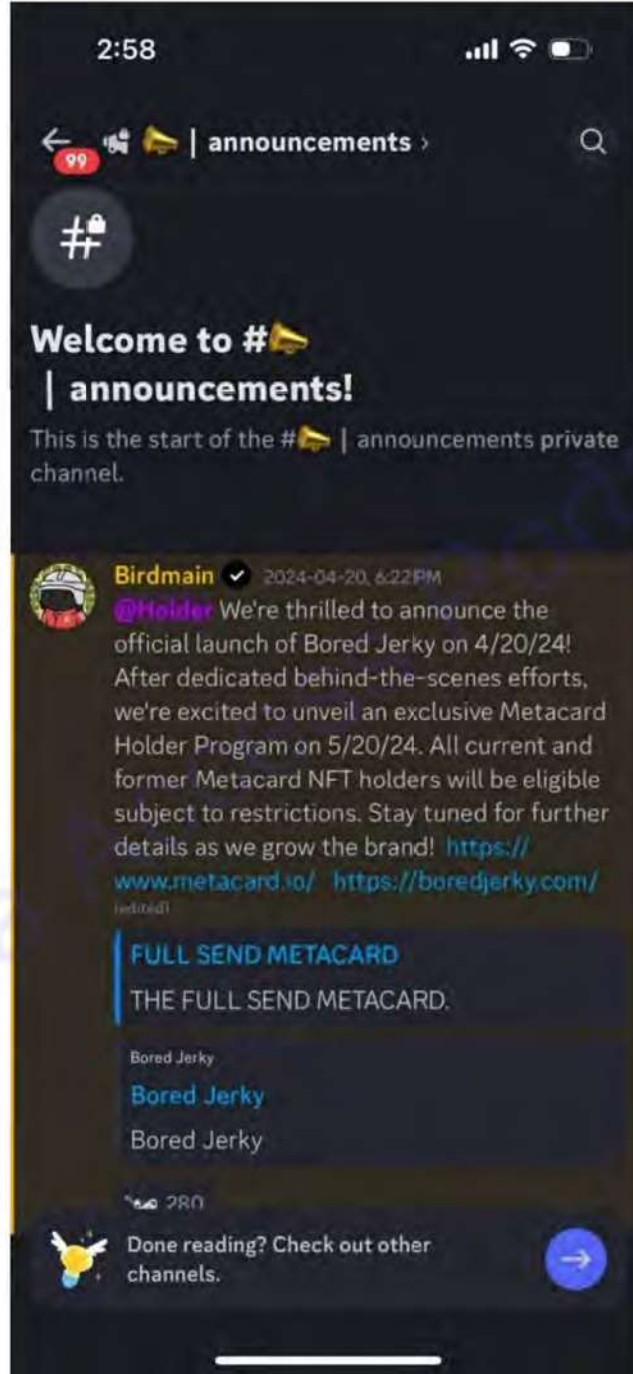 2:58
99
📣 | announcements ›
#
Welcome to #📣
| announcements!
This is the start of the #📣 | announcements private
channel.
Birdmain 2024-04-20, 6:22 PM
@Holder We're thrilled to announce the
official launch of Bored Jerky on 4/20/24!
After dedicated behind-the-scenes efforts,
we're excited to unveil an exclusive Metacard
Holder Program on 5/20/24. All current and
former Metacard NFT holders will be eligible
subject to restrictions. Stay tuned for further
details as we grow the brand! https://
www.metacard.io/ https://boredjerky.com/
(edited)
FULL SEND METACARD
THE FULL SEND METACARD.
Bored Jerky
Bored Jerky
Bored Jerky
280
Done reading? Check out other
channels.